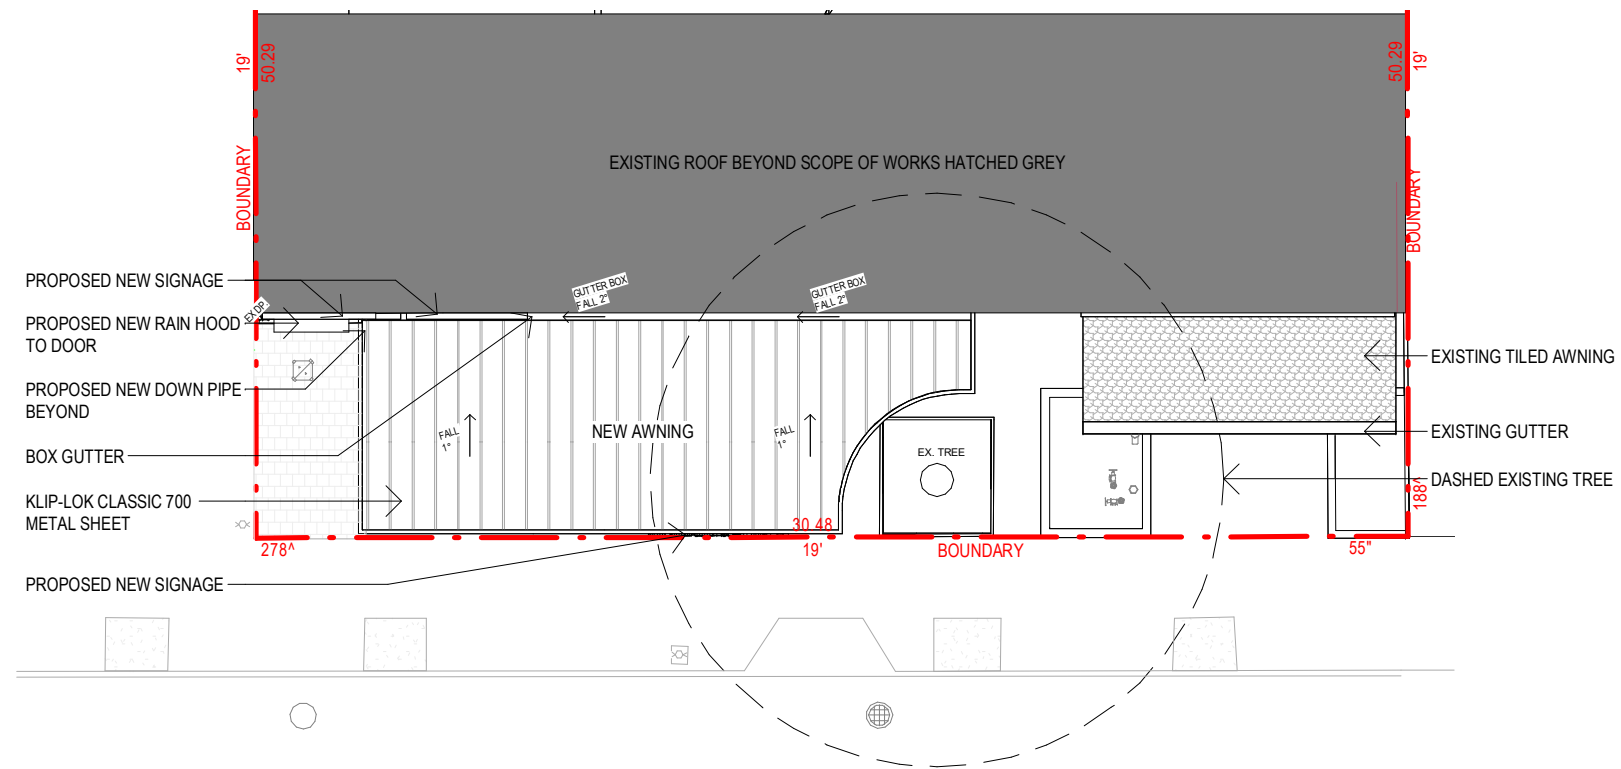 19'
50.29
50.29
19'
BOUNDARY
EXISTING ROOF BEYOND SCOPE OF WORKS HATCHED GREY
BOUNDARY
PROPOSED NEW SIGNAGE
GUTTER BOX
FALL 2°
GUTTER BOX
FALL 2°
EX DP.
PROPOSED NEW RAIN HOOD
TO DOOR
EXISTING TILED AWNING
PROPOSED NEW DOWN PIPE
BEYOND
FALL
1°
NEW AWNING
FALL
1°
EXISTING GUTTER
BOX GUTTER
EX. TREE
DASHED EXISTING TREE
KLIP-LOK CLASSIC 700
METAL SHEET
188^
30.48
278^
19'
BOUNDARY
55"
PROPOSED NEW SIGNAGE